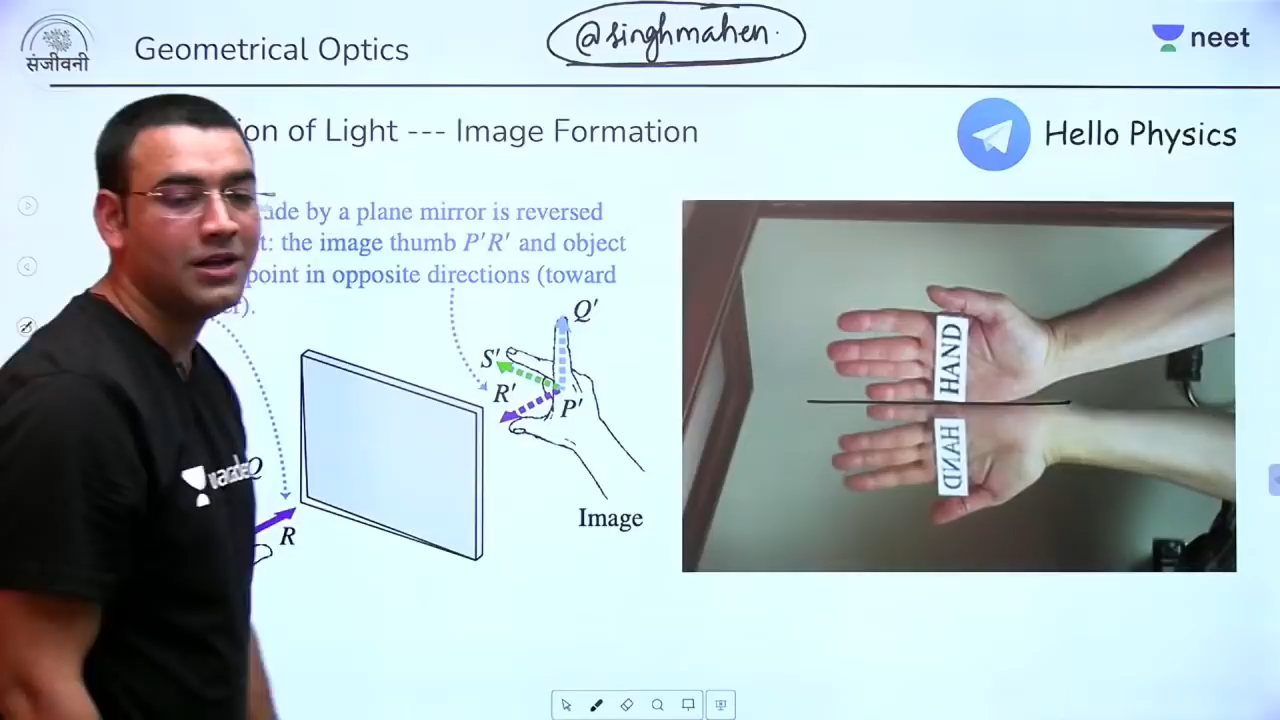 संजीवनी
Geometrical Optics
@singhmahen.
neet
ion of Light --- Image Formation
Hello Physics
ade by a plane mirror is reversed
t: the image thumb P'R' and object
point in opposite directions (toward
er).
Q'
S'
R'
P'
Q
R
Image
HAND
HAND